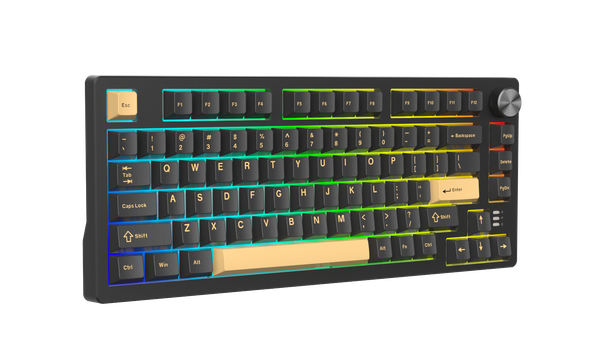 Esc F1 F2 F3 F4 F5 F6 F7 F8 F9 F10 F11 F12
~ ` ! 1 @ 2 # 3 $ 4 % 5 ^ 6 & 7 * 8 ( 9 ) 0 - + = ← Backspace PgUp
Tab Q W E R T Y U I O P [ ] \ Delete
Caps Lock A S D F G H J K L ; Enter PgDn
Shift Z X C V B N M < , > . ? / Shift ↑
Ctrl Win Alt Alt Fn Ctrl ← ↓ →